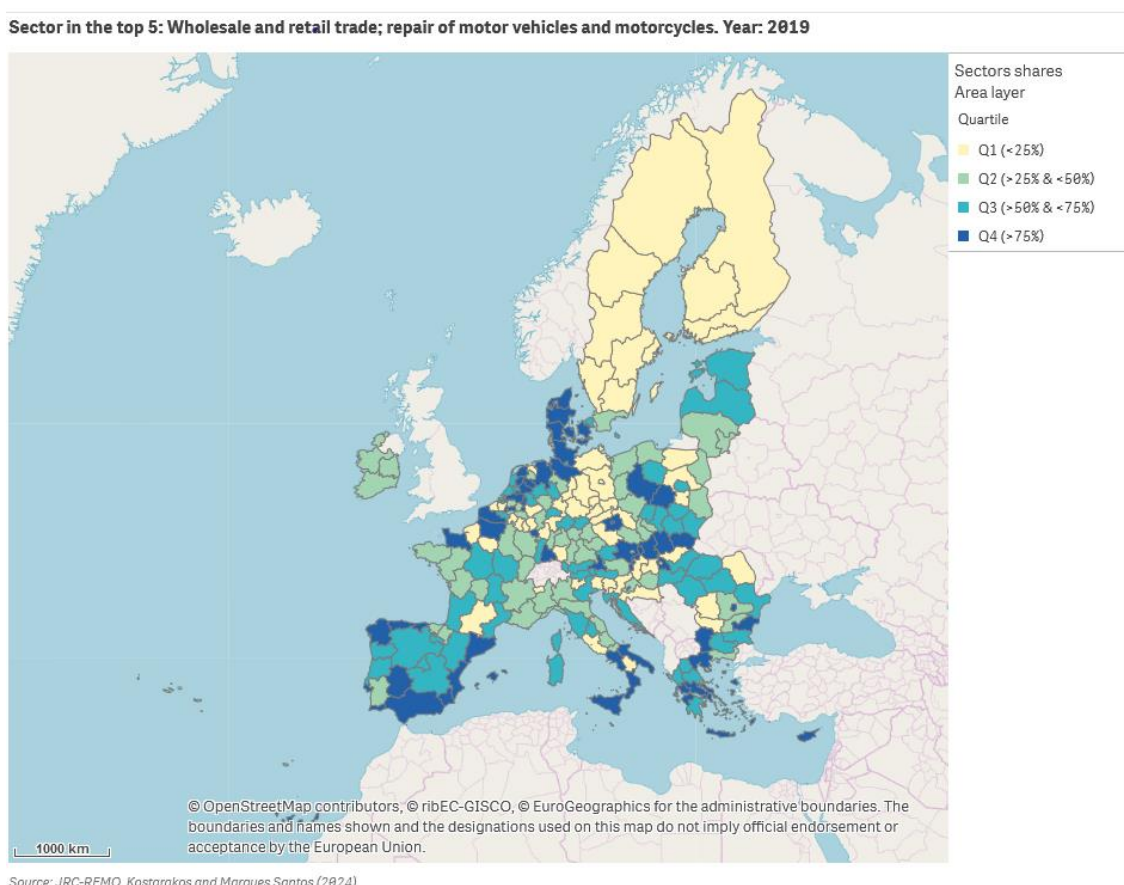 Sector in the top 5: Wholesale and retail trade; repair of motor vehicles and motorcycles. Year: 2019
Sectors shares
Area layer
Quartile
Q1 (<25%)
Q2 (>25% & <50%)
Q3 (>50% & <75%)
Q4 (>75%)
© OpenStreetMap contributors, © ribEC-GISCO, © EuroGeographics for the administrative boundaries. The
boundaries and names shown and the designations used on this map do not imply official endorsement or
acceptance by the European Union.
1000 km
Source: JRC-REMO, Kostarakos and Marques Santos (2024)